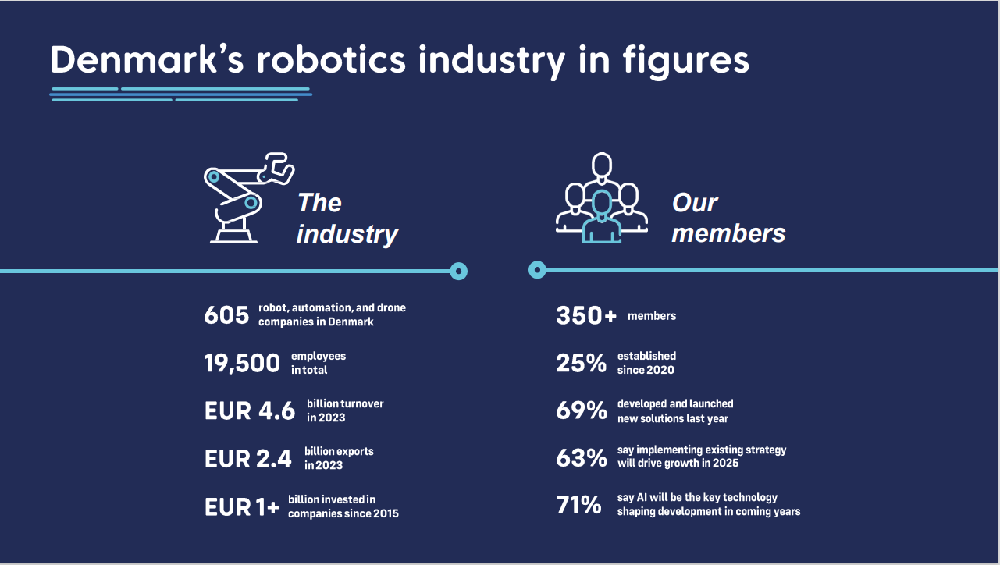 Denmark’s robotics industry in figures
The
industry
605 robot, automation, and drone
companies in Denmark
19,500 employees
in total
EUR 4.6 billion turnover
in 2023
EUR 2.4 billion exports
in 2023
EUR 1+ billion invested in
companies since 2015
Our
members
350+ members
25% established
since 2020
69% developed and launched
new solutions last year
63% say implementing existing strategy
will drive growth in 2025
71% say AI will be the key technology
shaping development in coming years